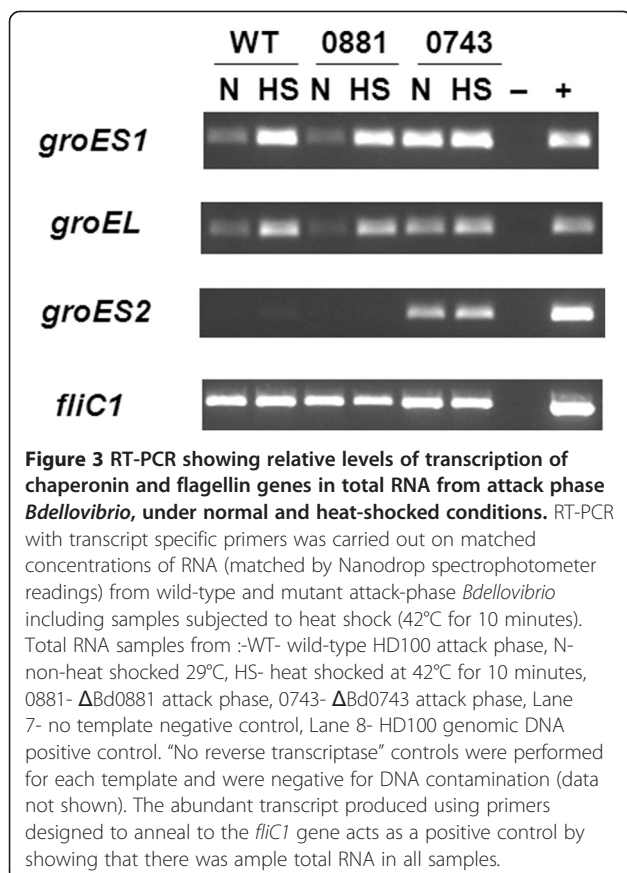 WT 0881 0743
N HS N HS N HS – +
groES1
groEL
groES2
fliC1
Figure 3 RT-PCR showing relative levels of transcription of
chaperonin and flagellin genes in total RNA from attack phase
Bdellovibrio, under normal and heat-shocked conditions. RT-PCR
with transcript specific primers was carried out on matched
concentrations of RNA (matched by Nanodrop spectrophotometer
readings) from wild-type and mutant attack-phase Bdellovibrio
including samples subjected to heat shock (42°C for 10 minutes).
Total RNA samples from :-WT- wild-type HD100 attack phase, N-
non-heat shocked 29°C, HS- heat shocked at 42°C for 10 minutes,
0881- ΔBd0881 attack phase, 0743- ΔBd0743 attack phase, Lane
7- no template negative control, Lane 8- HD100 genomic DNA
positive control. “No reverse transcriptase” controls were performed
for each template and were negative for DNA contamination (data
not shown). The abundant transcript produced using primers
designed to anneal to the fliC1 gene acts as a positive control by
showing that there was ample total RNA in all samples.